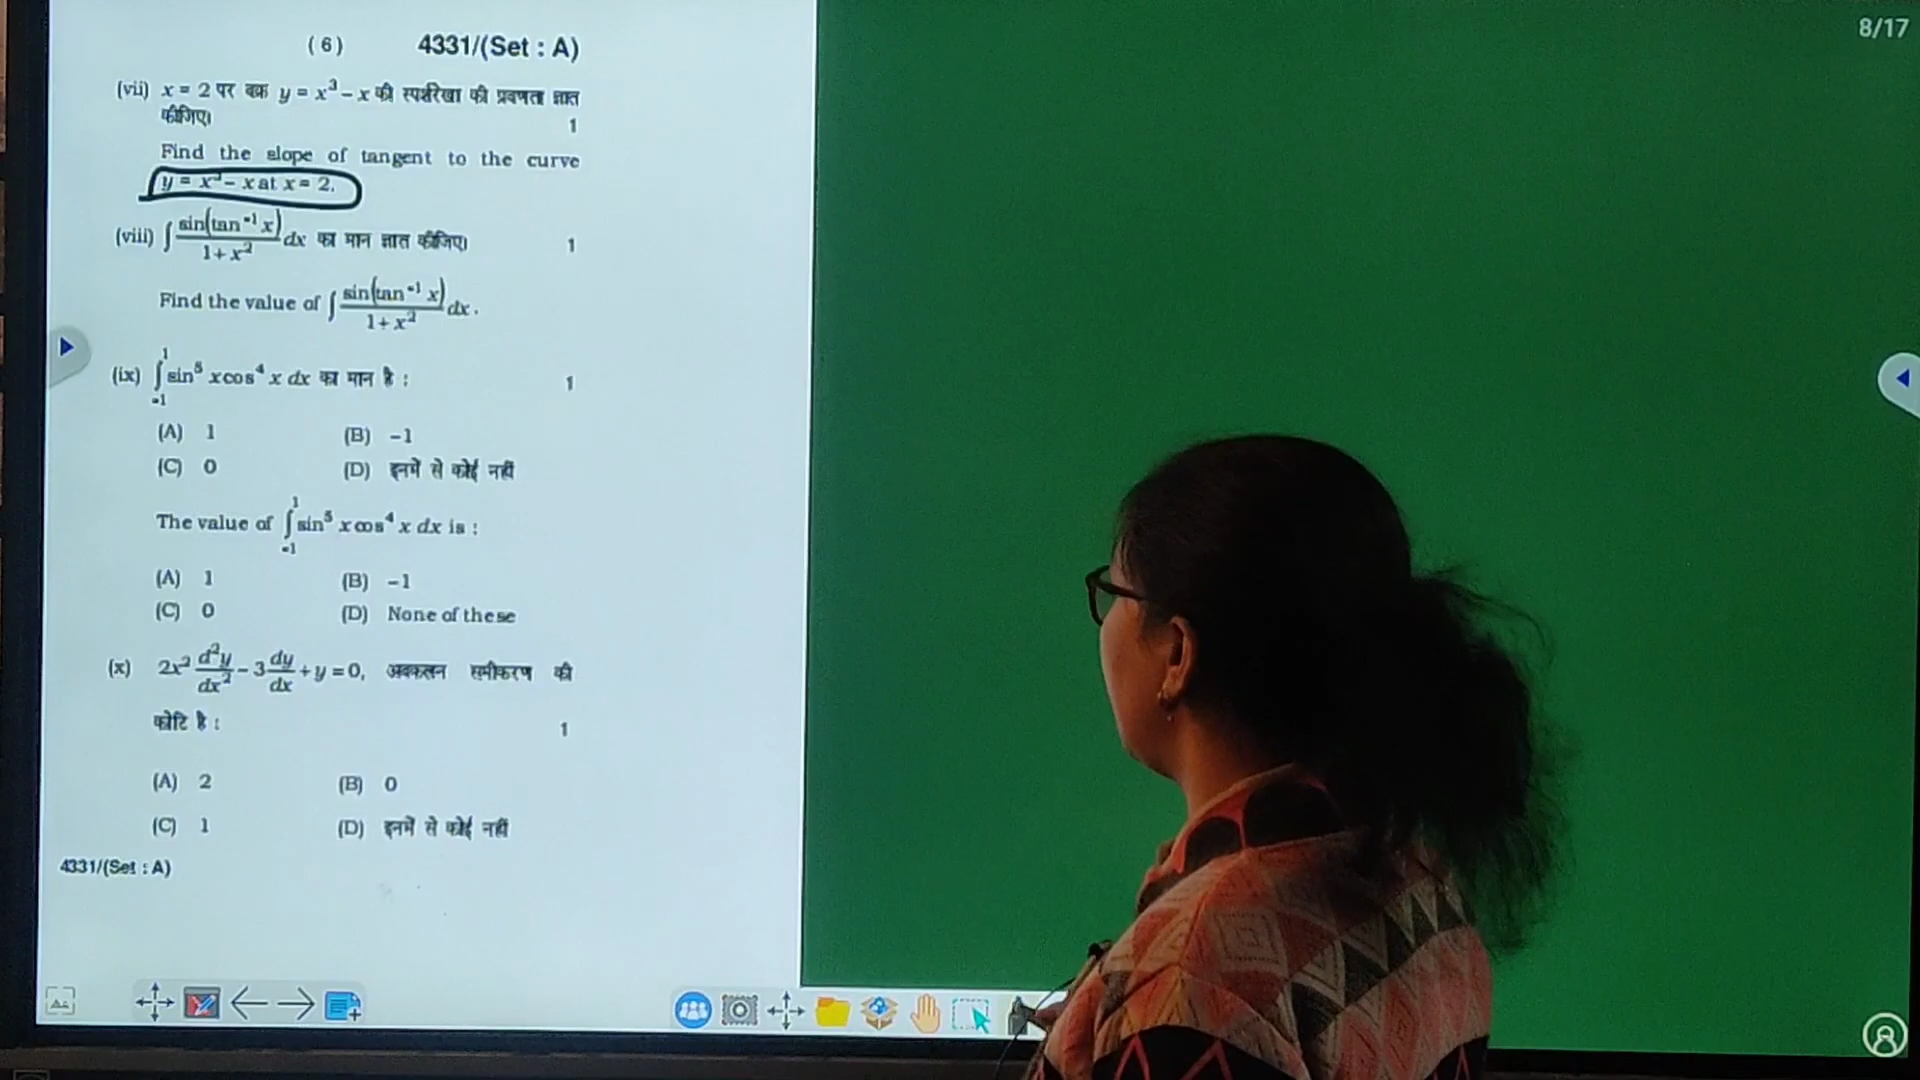 8/17
( 6 ) 4331/(Set : A)
(vii) x = 2 पर वक्र y = x³ – x की स्पर्शरेखा की प्रवणता ज्ञात
कीजिए। 1
Find the slope of tangent to the curve
y = x³ – x at x = 2.
(viii) ∫ sin(tan⁻¹ x)/(1 + x²) dx का मान ज्ञात कीजिए। 1
Find the value of ∫ sin(tan⁻¹ x)/(1 + x²) dx .
(ix) ∫₋₁¹ sin⁵ x cos⁴ x dx का मान है : 1
(A) 1 (B) –1
(C) 0 (D) इनमें से कोई नहीं
The value of ∫₋₁¹ sin⁵ x cos⁴ x dx is :
(A) 1 (B) –1
(C) 0 (D) None of these
(x) 2x² d²y/dx² – 3 dy/dx + y = 0, अवकलन समीकरण की
कोटि है : 1
(A) 2 (B) 0
(C) 1 (D) इनमें से कोई नहीं
4331/(Set : A)